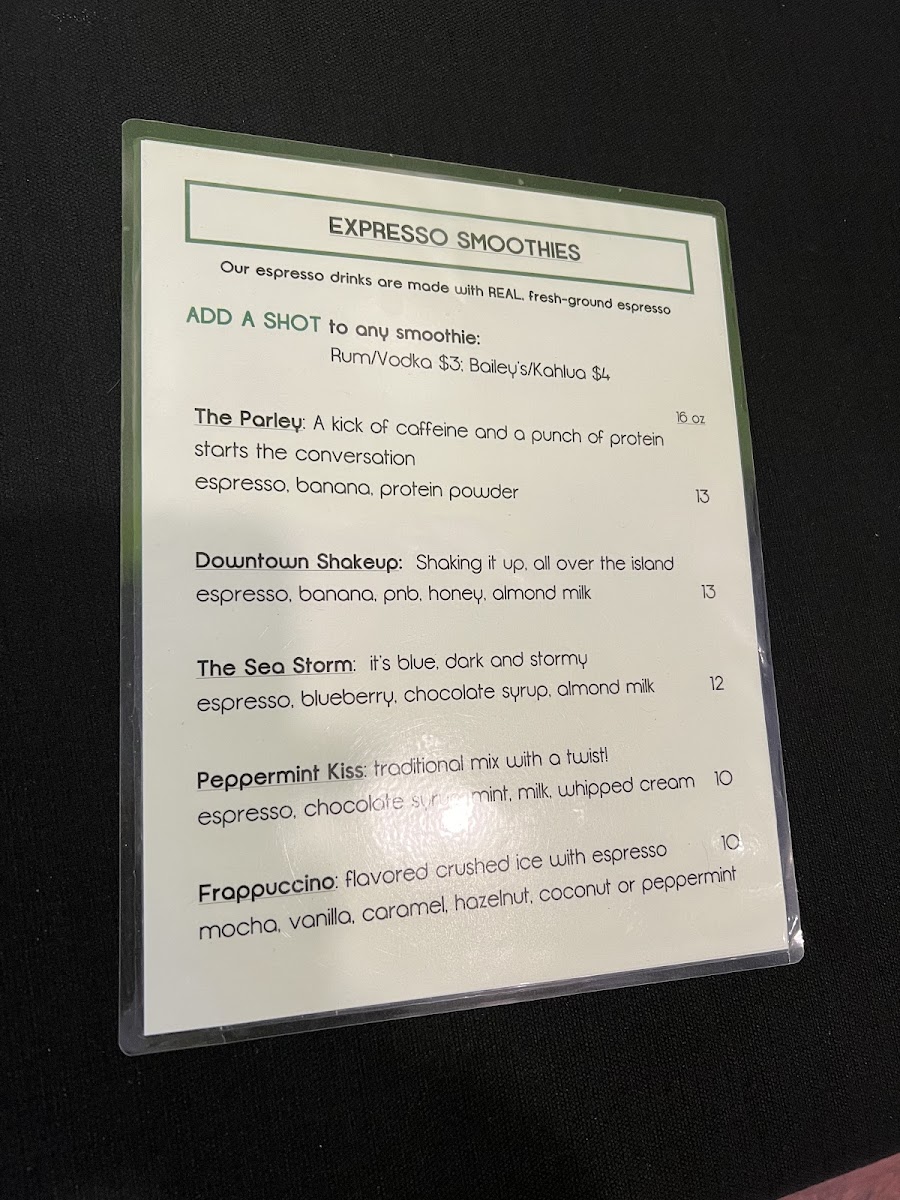 EXPRESSO SMOOTHIES
Our espresso drinks are made with REAL, fresh-ground espresso
ADD A SHOT to any smoothie:
Rum/Vodka $3; Bailey's/Kahlua $4
16 oz
The Parley: A kick of caffeine and a punch of protein
starts the conversation
espresso, banana, protein powder 13
Downtown Shakeup: Shaking it up, all over the island
espresso, banana, pnb, honey, almond milk 13
The Sea Storm: it's blue, dark and stormy
espresso, blueberry, chocolate syrup, almond milk 12
Peppermint Kiss: traditional mix with a twist!
espresso, chocolate mint, milk, whipped cream 10
Frappuccino: flavored crushed ice with espresso 10
mocha, vanilla, caramel, hazelnut, coconut or peppermint